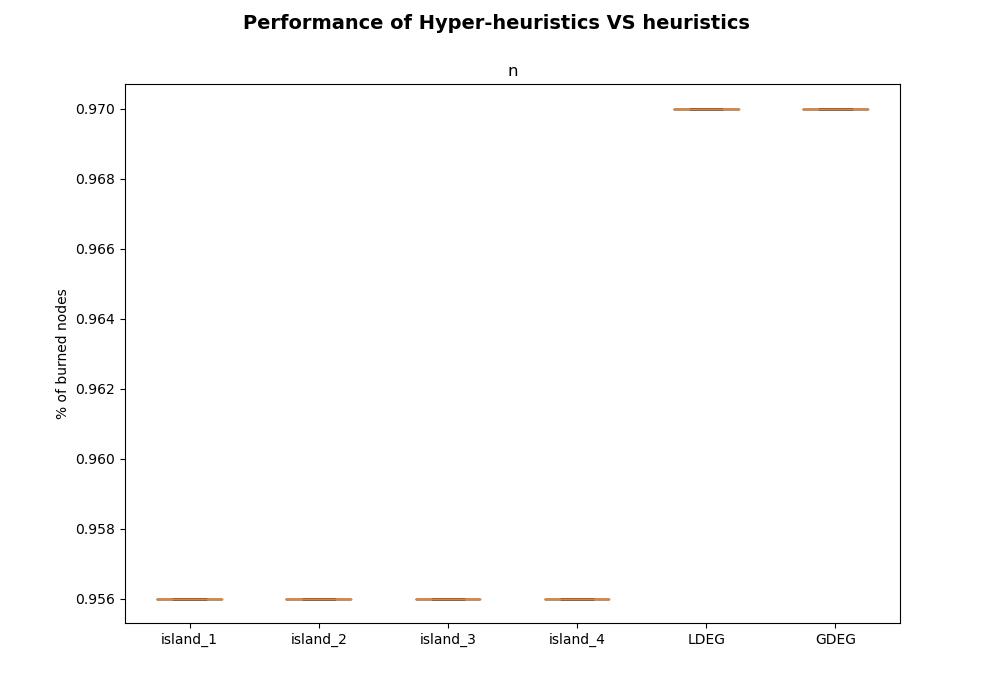 Performance of Hyper-heuristics VS heuristics
n
% of burned nodes
0.970
0.968
0.966
0.964
0.962
0.960
0.958
0.956
island_1
island_2
island_3
island_4
LDEG
GDEG